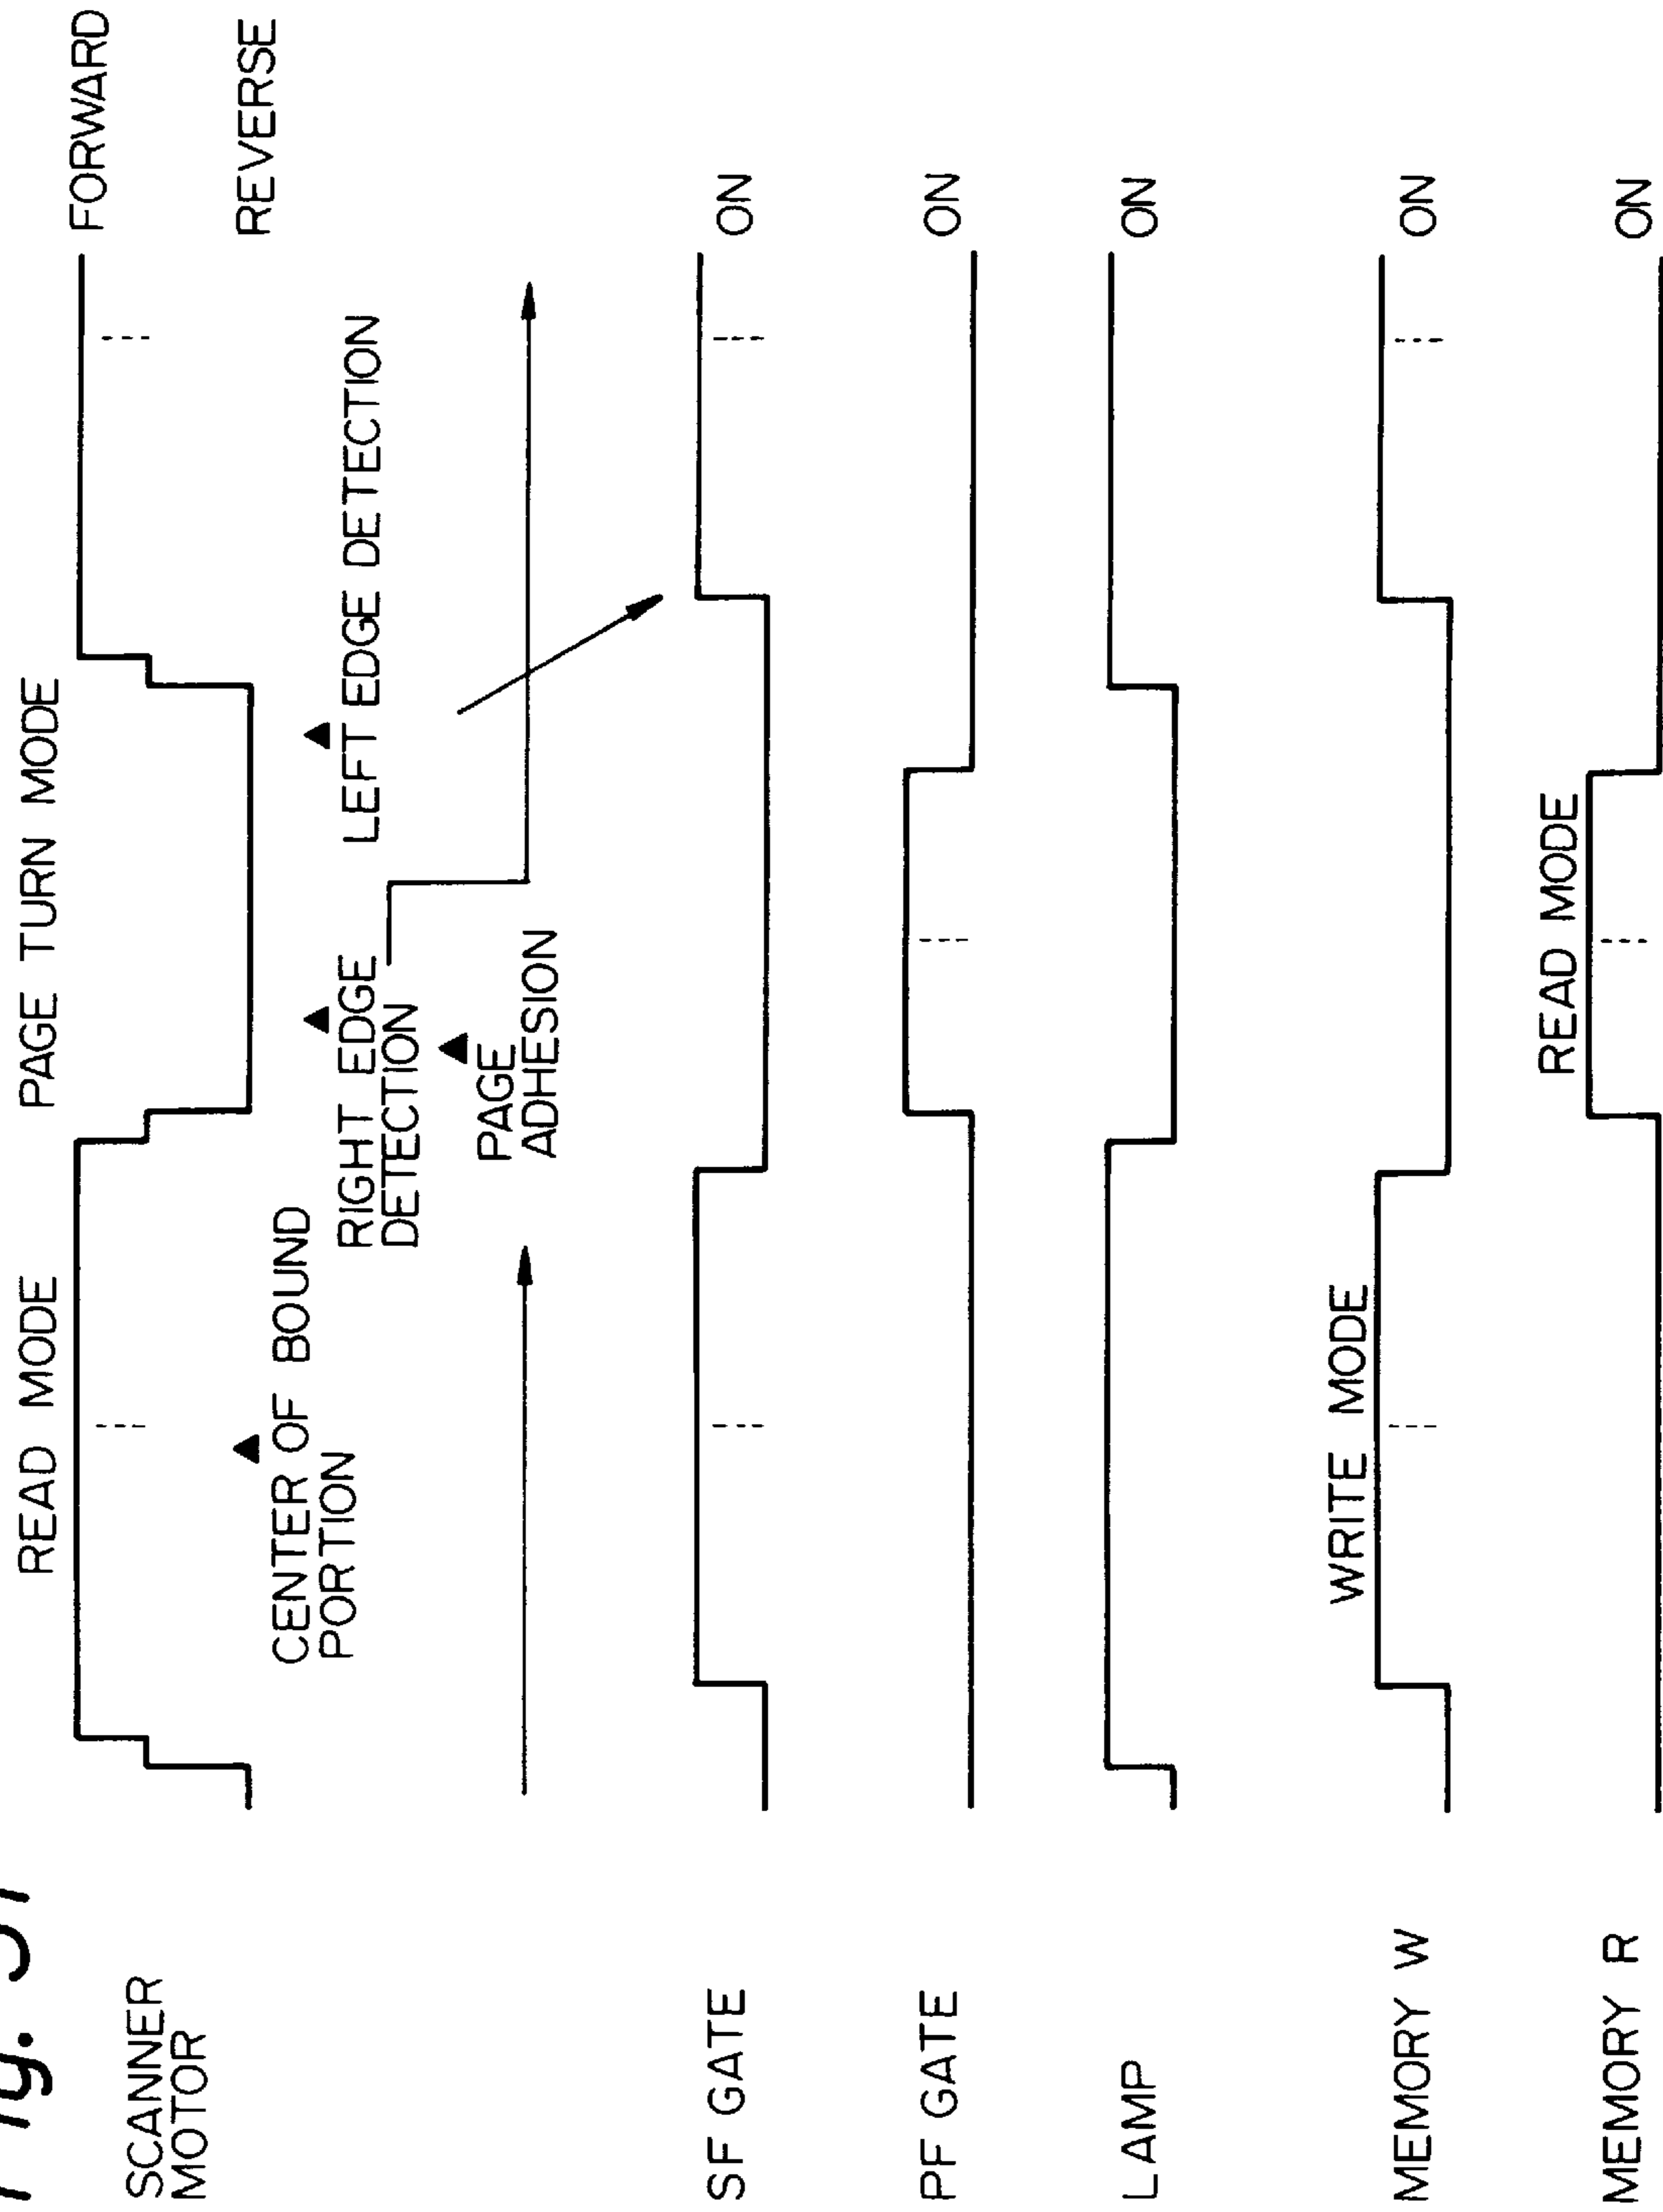 Fig.
READ MODE
PAGE TURN MODE
SCANNER
MOTOR
FORWARD
REVERSE
CENTER OF BOUND
PORTION
RIGHT EDGE
DETECTION
LEFT EDGE DETECTION
PAGE
ADHESION
SF GATE
ON
PF GATE
ON
LAMP
ON
WRITE MODE
MEMORY W
ON
READ MODE
MEMORY R
ON